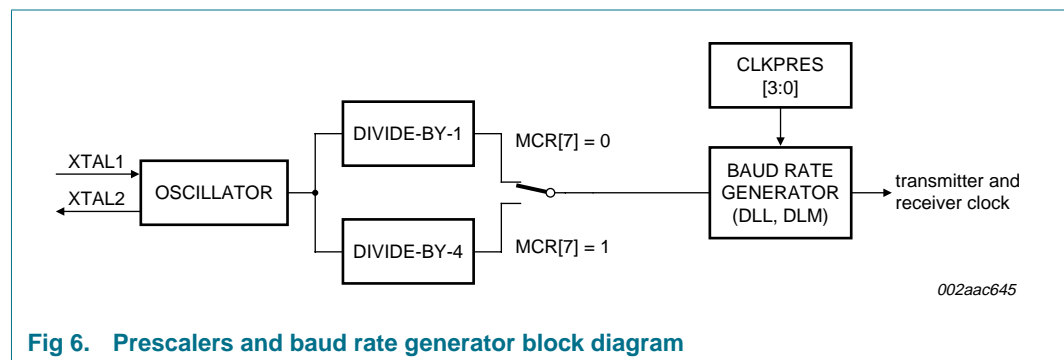 CLKPRES
[3:0]
DIVIDE-BY-1
MCR[7] = 0
XTAL1
XTAL2
OSCILLATOR
BAUD RATE
GENERATOR
(DLL, DLM)
transmitter and
receiver clock
DIVIDE-BY-4
MCR[7] = 1
002aac645
Fig 6. Prescalers and baud rate generator block diagram